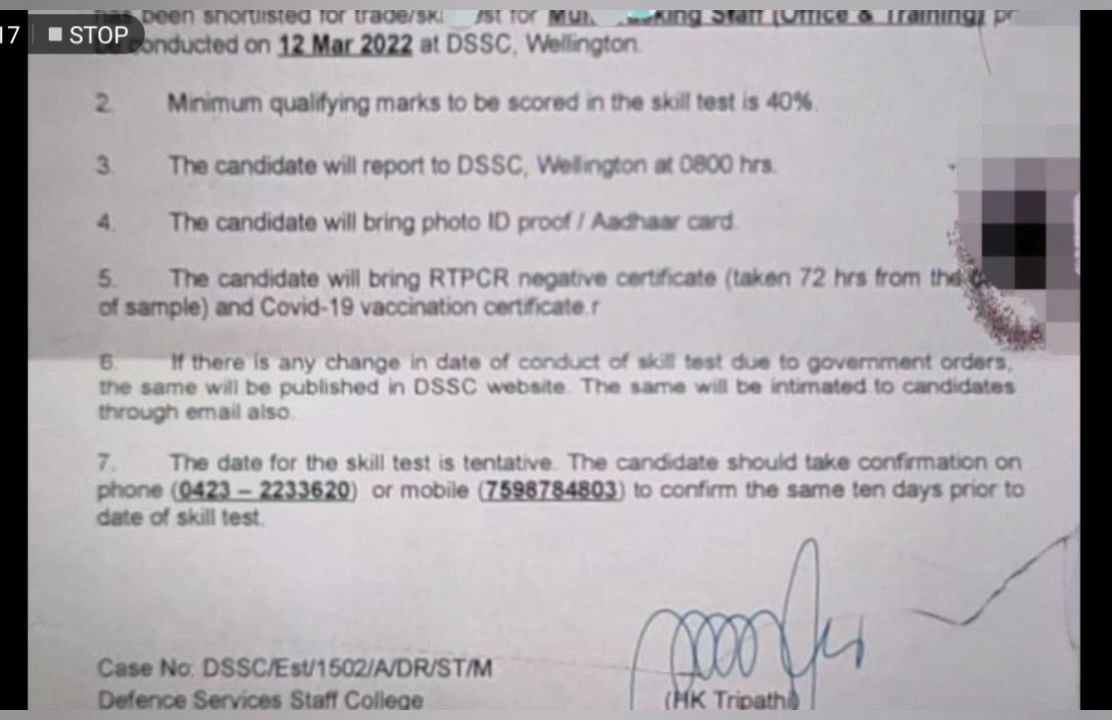 17 STOP
has been shortlisted for trade/ski st for Mul king Staff (Office & Training)
conducted on 12 Mar 2022 at DSSC, Wellington.
2. Minimum qualifying marks to be scored in the skill test is 40%.
3. The candidate will report to DSSC, Wellington at 0800 hrs.
4. The candidate will bring photo ID proof / Aadhaar card.
5. The candidate will bring RTPCR negative certificate (taken 72 hrs from the
of sample) and Covid-19 vaccination certificate.r
6. If there is any change in date of conduct of skill test due to government orders,
the same will be published in DSSC website. The same will be intimated to candidates
through email also.
7. The date for the skill test is tentative. The candidate should take confirmation on
phone (0423 – 2233620) or mobile (7598784803) to confirm the same ten days prior to
date of skill test.
Case No: DSSC/Est/1502/A/DR/ST/M
Defence Services Staff College
(HK Tripathi)